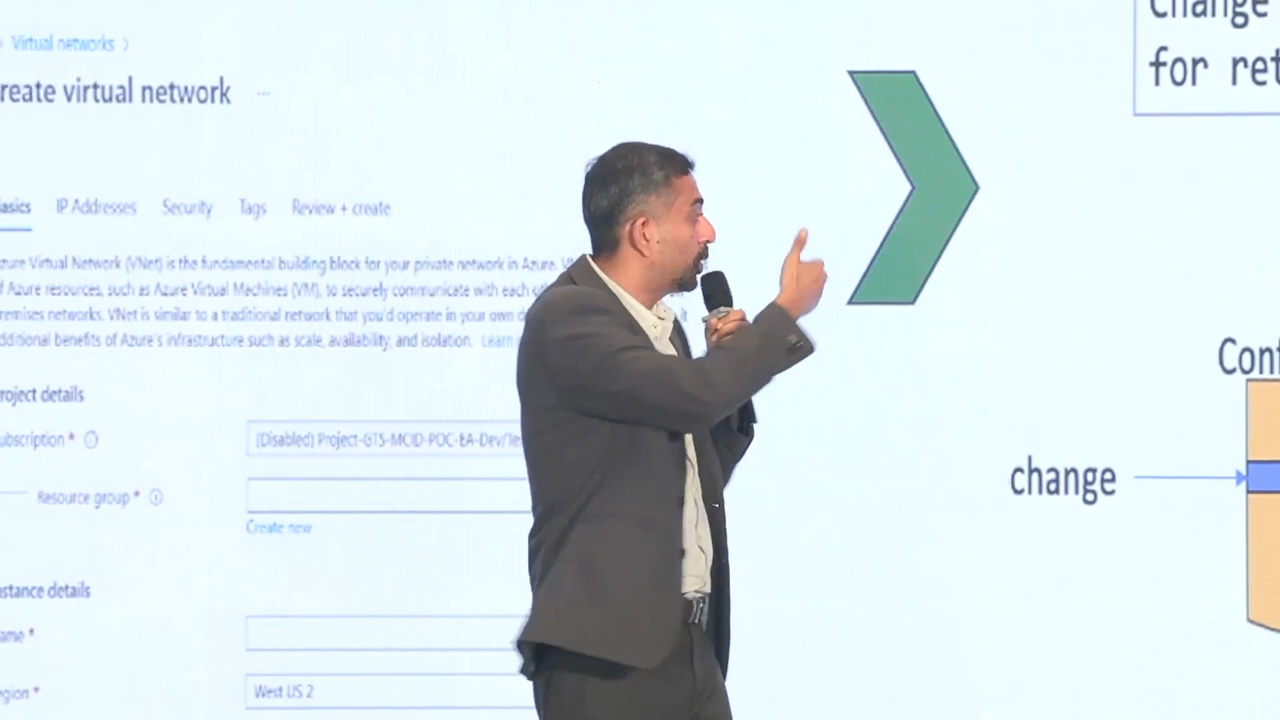 Virtual networks >
reate virtual network ...
asics IP Addresses Security Tags Review + create
zure Virtual Network (VNet) is the fundamental building block for your private network in Azure. V
f Azure resources, such as Azure Virtual Machines (VM), to securely communicate with each
remises networks. VNet is similar to a traditional network that you'd operate in your own d it
dditional benefits of Azure's infrastructure such as scale, availability, and isolation. Learn
roject details
ubscription *
(Disabled) Project-GTS-MCID-POC-EA-Dev/Te
Resource group *
Create new
nstance details
ame *
egion *
West US 2
Change
for ret
Conf
change